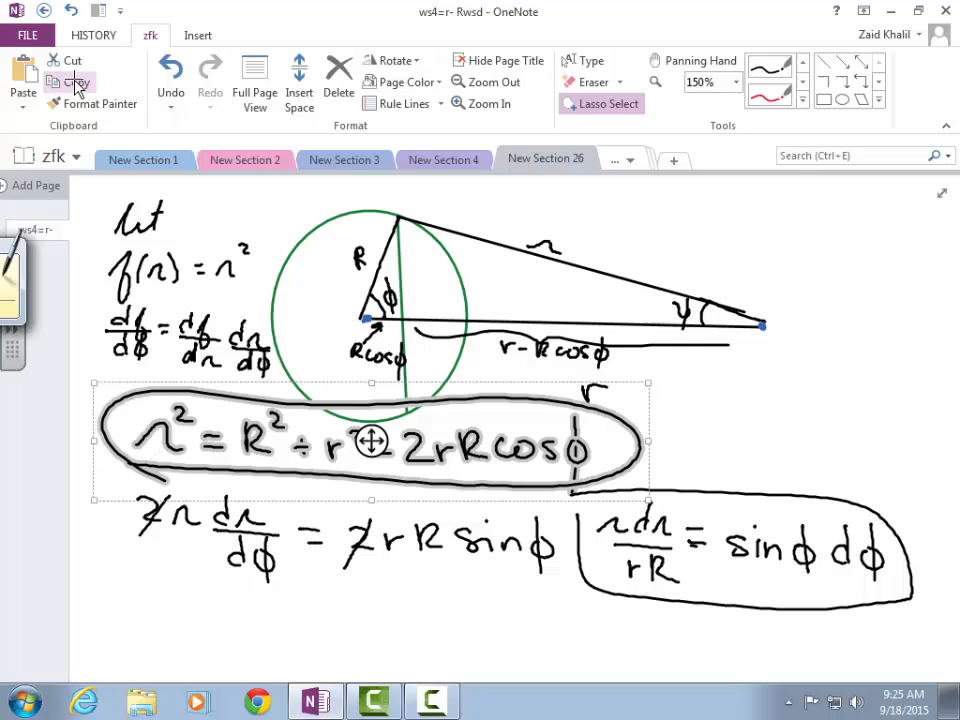 ws4=r- Rwsd - OneNote
FILE HISTORY zfk Insert
Zaid Khalil
Paste
Cut
Copy
Format Painter
Clipboard
Undo
Redo
Full Page View
Insert Space
Delete
Rotate
Page Color
Rule Lines
Hide Page Title
Zoom Out
Zoom In
Format
Type
Eraser
Lasso Select
Panning Hand
150%
Tools
zfk New Section 1 New Section 2 New Section 3 New Section 4 New Section 26 ... + Search (Ctrl+E)
Add Page
ws4=r-
let
f(r) = r²
df/dϕ = df/dr dr/dϕ
R
ϕ
r
ψ
Rcosϕ
r-Rcosϕ
r
r² = R² + r² - 2rRcosϕ
2r dr/dϕ = 2rRsinϕ
rdr/rR = sinϕ dϕ
9:25 AM
9/18/2015